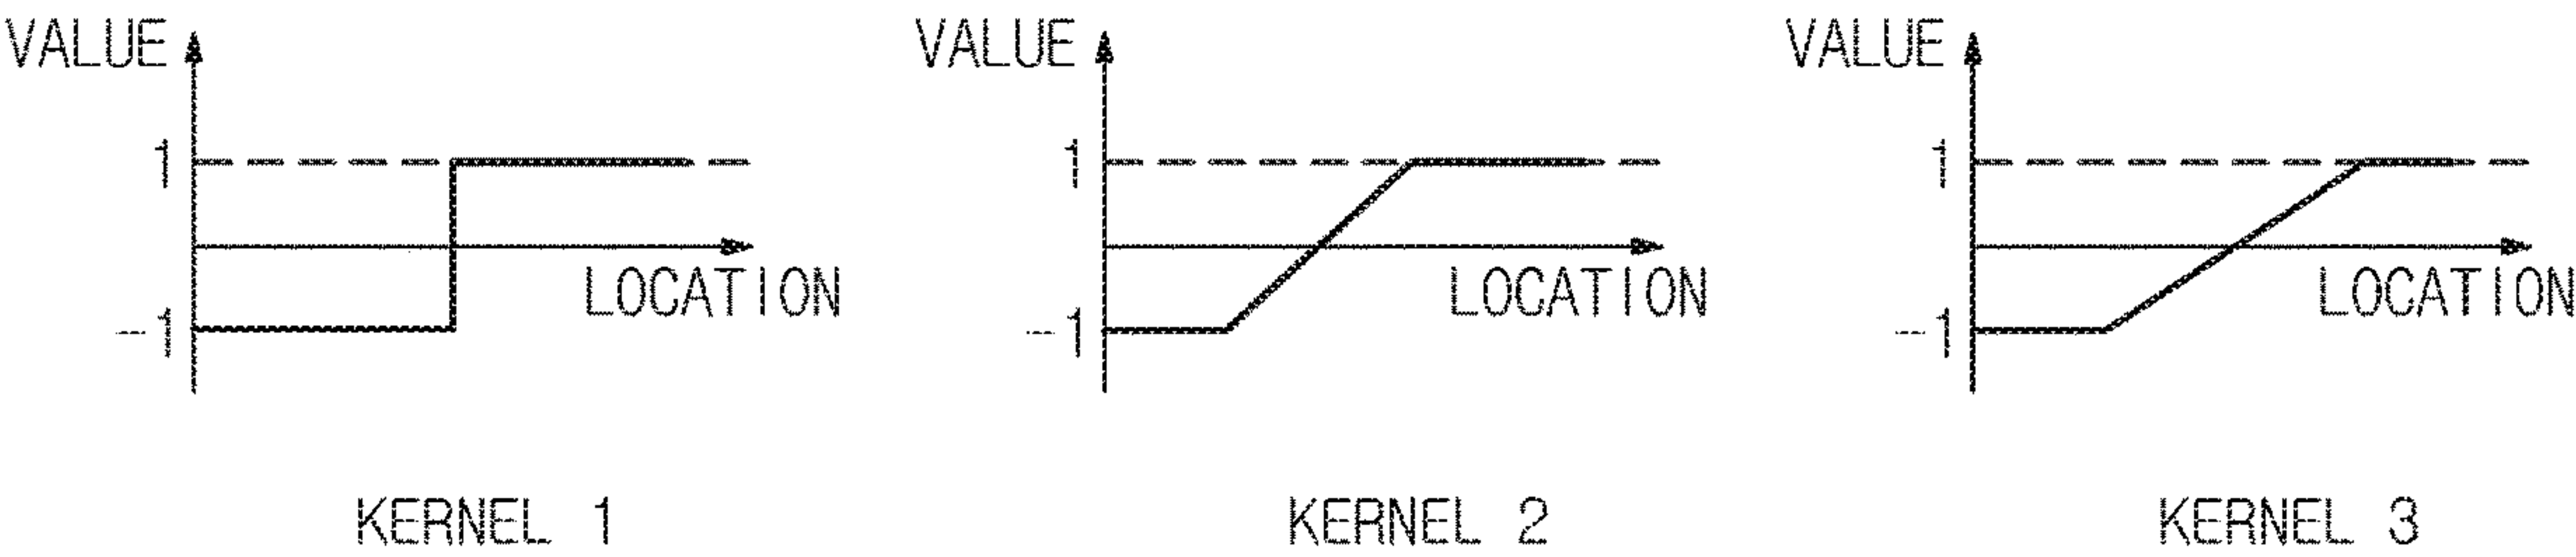 VALUE VALUE VALUE
1 1 1
LOCATION LOCATION LOCATION
-1 -1 -1
KERNEL 1 KERNEL 2 KERNEL 3